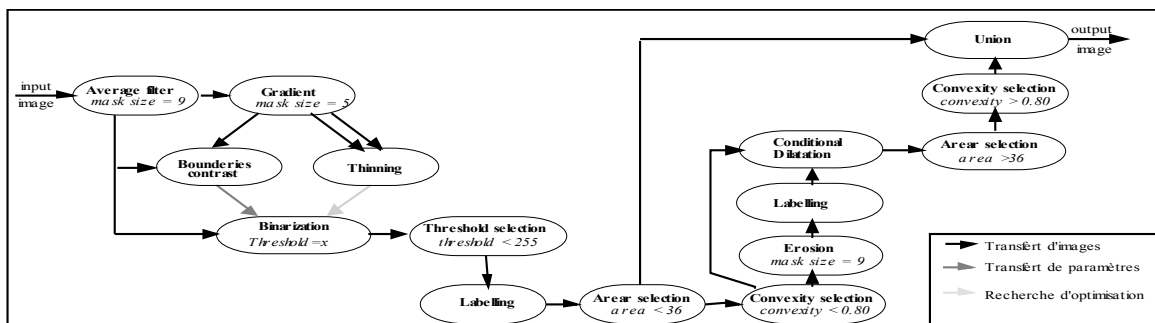 input
image
Average filter
mask size = 9
Gradient
mask size = 5
Bounderies
contrast
Thinning
Binarization
Threshold=x
Threshold selection
threshold < 255
Labelling
Arear selection
area < 36
Convexity selection
convexity < 0.80
Erosion
mask size = 9
Labelling
Conditional
Dilatation
Arear selection
area >36
Convexity selection
convexity > 0.80
Union
output
image
Transfért d'images
Transfért de paramètres
Recherche d'optimisation